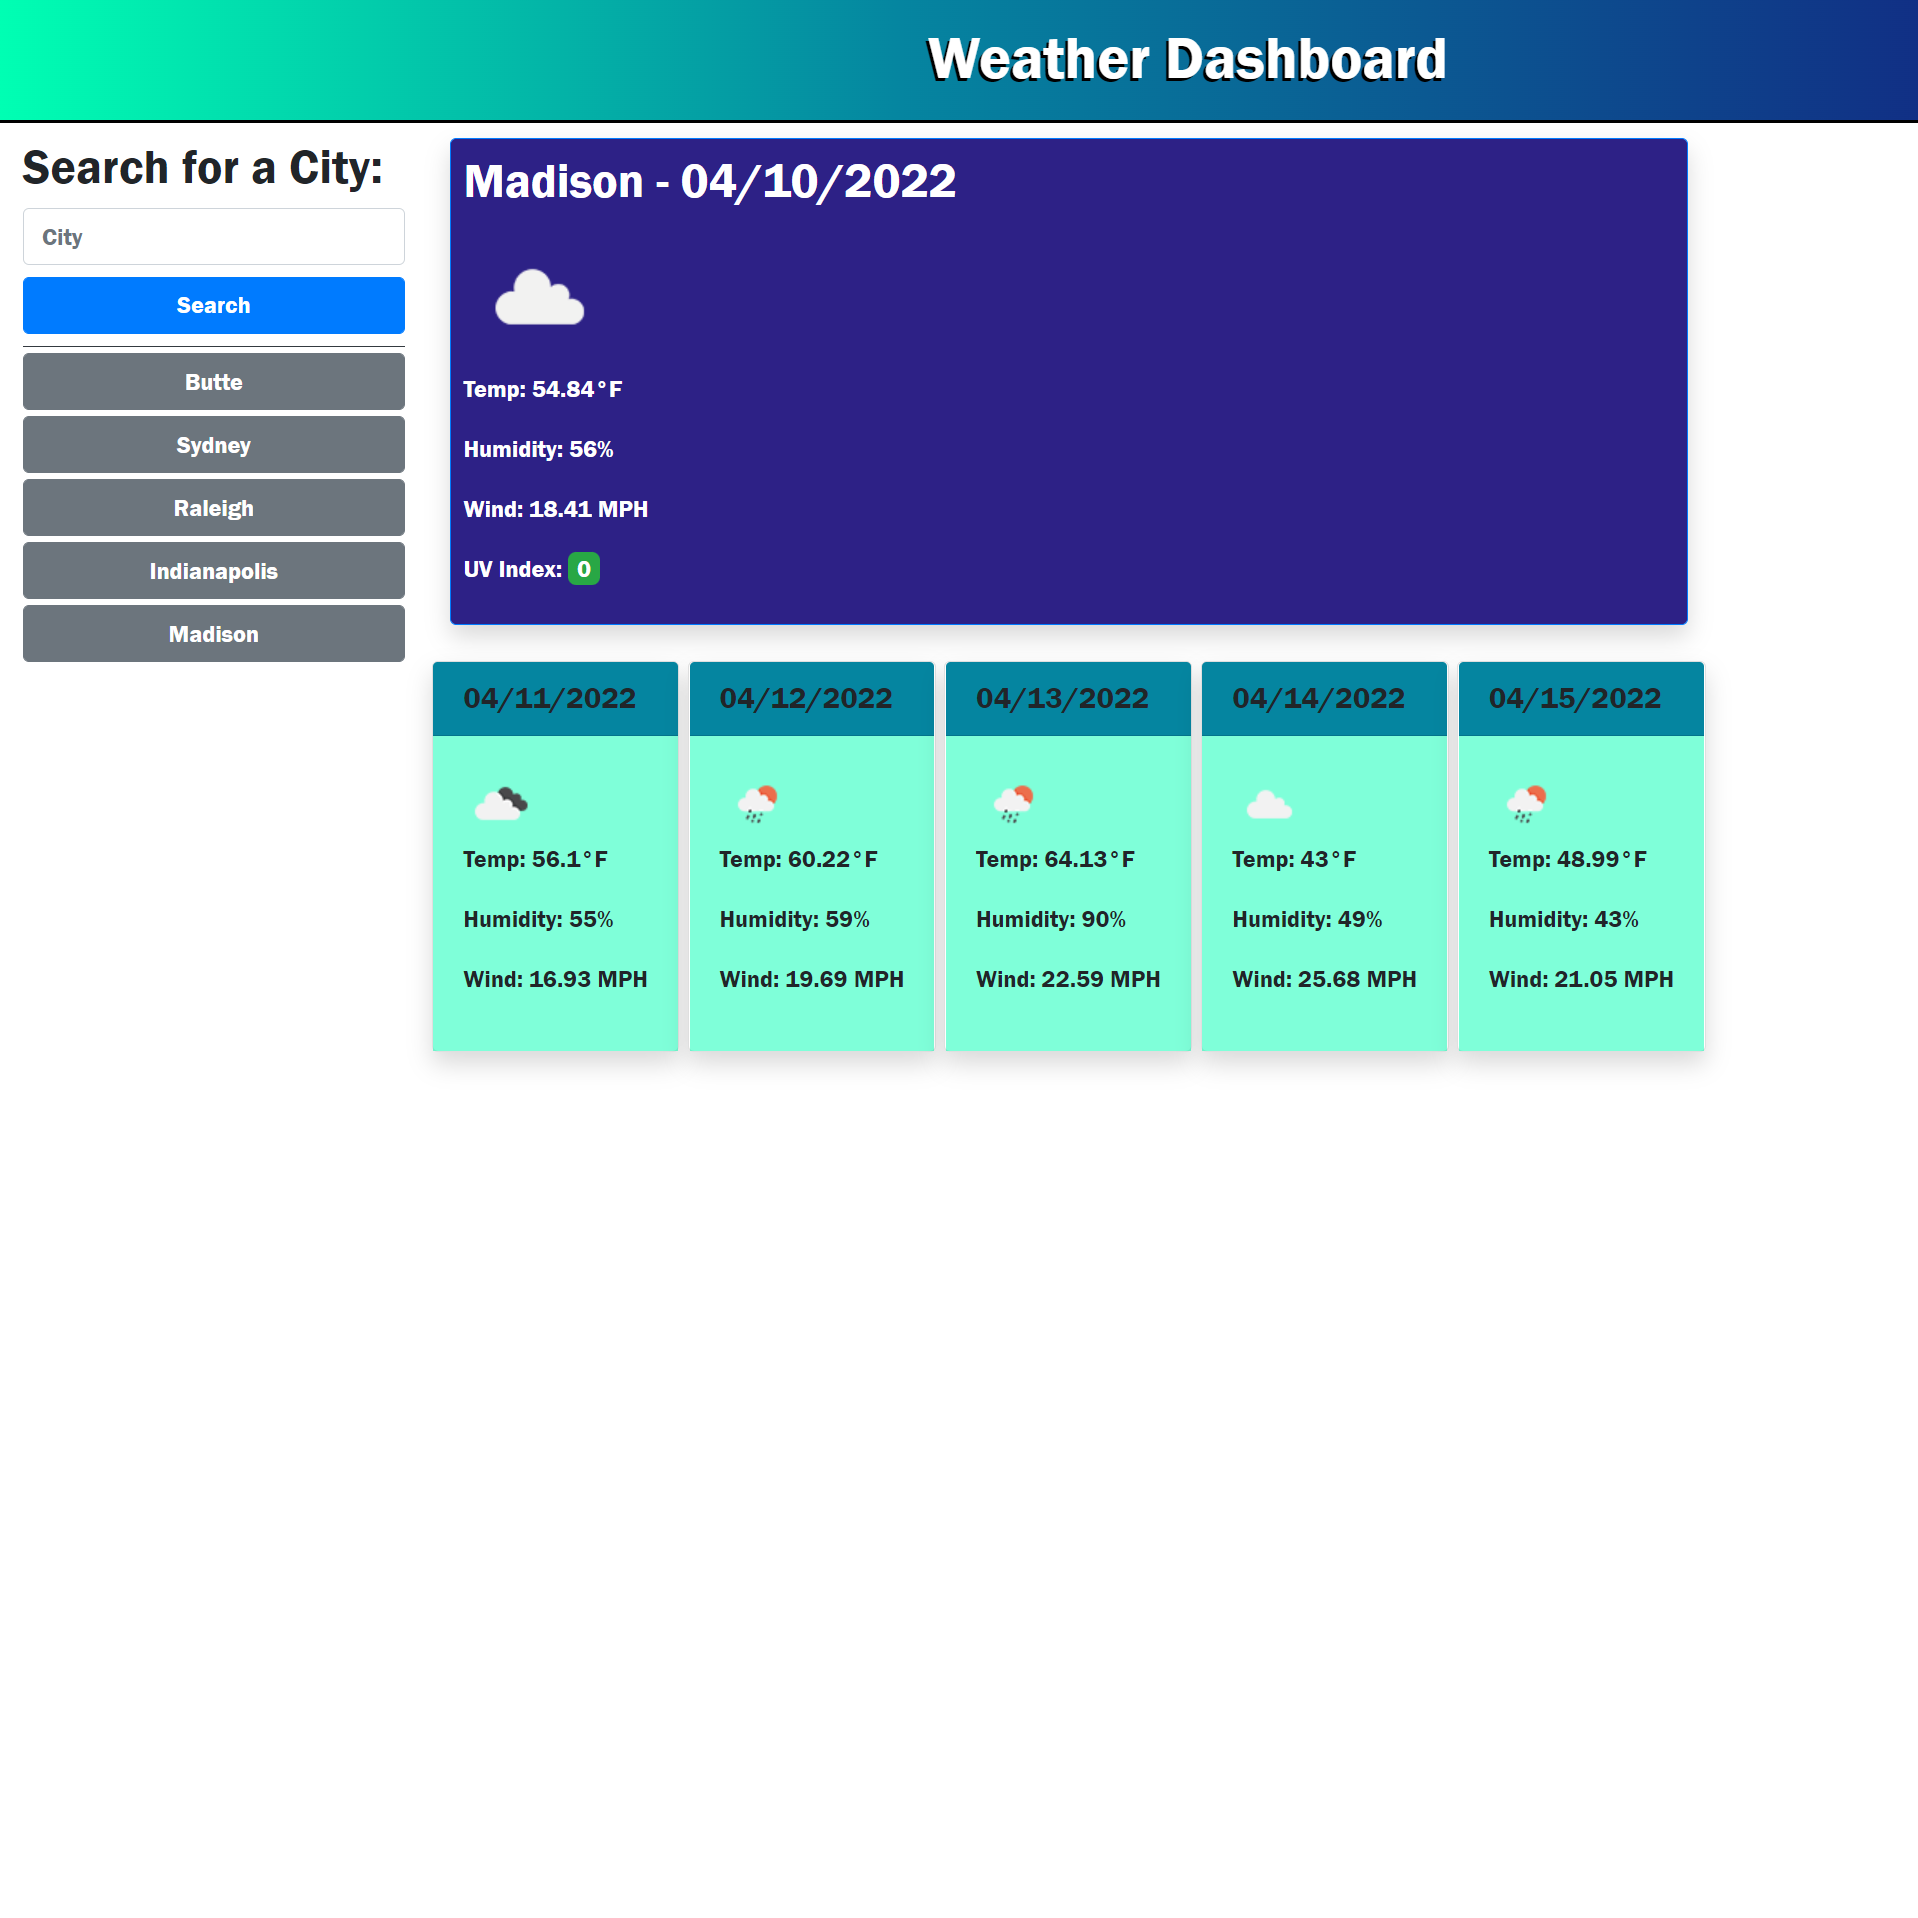 Weather Dashboard
Search for a City:
City
Search
Butte
Sydney
Raleigh
Indianapolis
Madison
Madison - 04/10/2022
Temp: 54.84°F
Humidity: 56%
Wind: 18.41 MPH
UV Index: 0
04/11/2022
Temp: 56.1°F
Humidity: 55%
Wind: 16.93 MPH
04/12/2022
Temp: 60.22°F
Humidity: 59%
Wind: 19.69 MPH
04/13/2022
Temp: 64.13°F
Humidity: 90%
Wind: 22.59 MPH
04/14/2022
Temp: 43°F
Humidity: 49%
Wind: 25.68 MPH
04/15/2022
Temp: 48.99°F
Humidity: 43%
Wind: 21.05 MPH